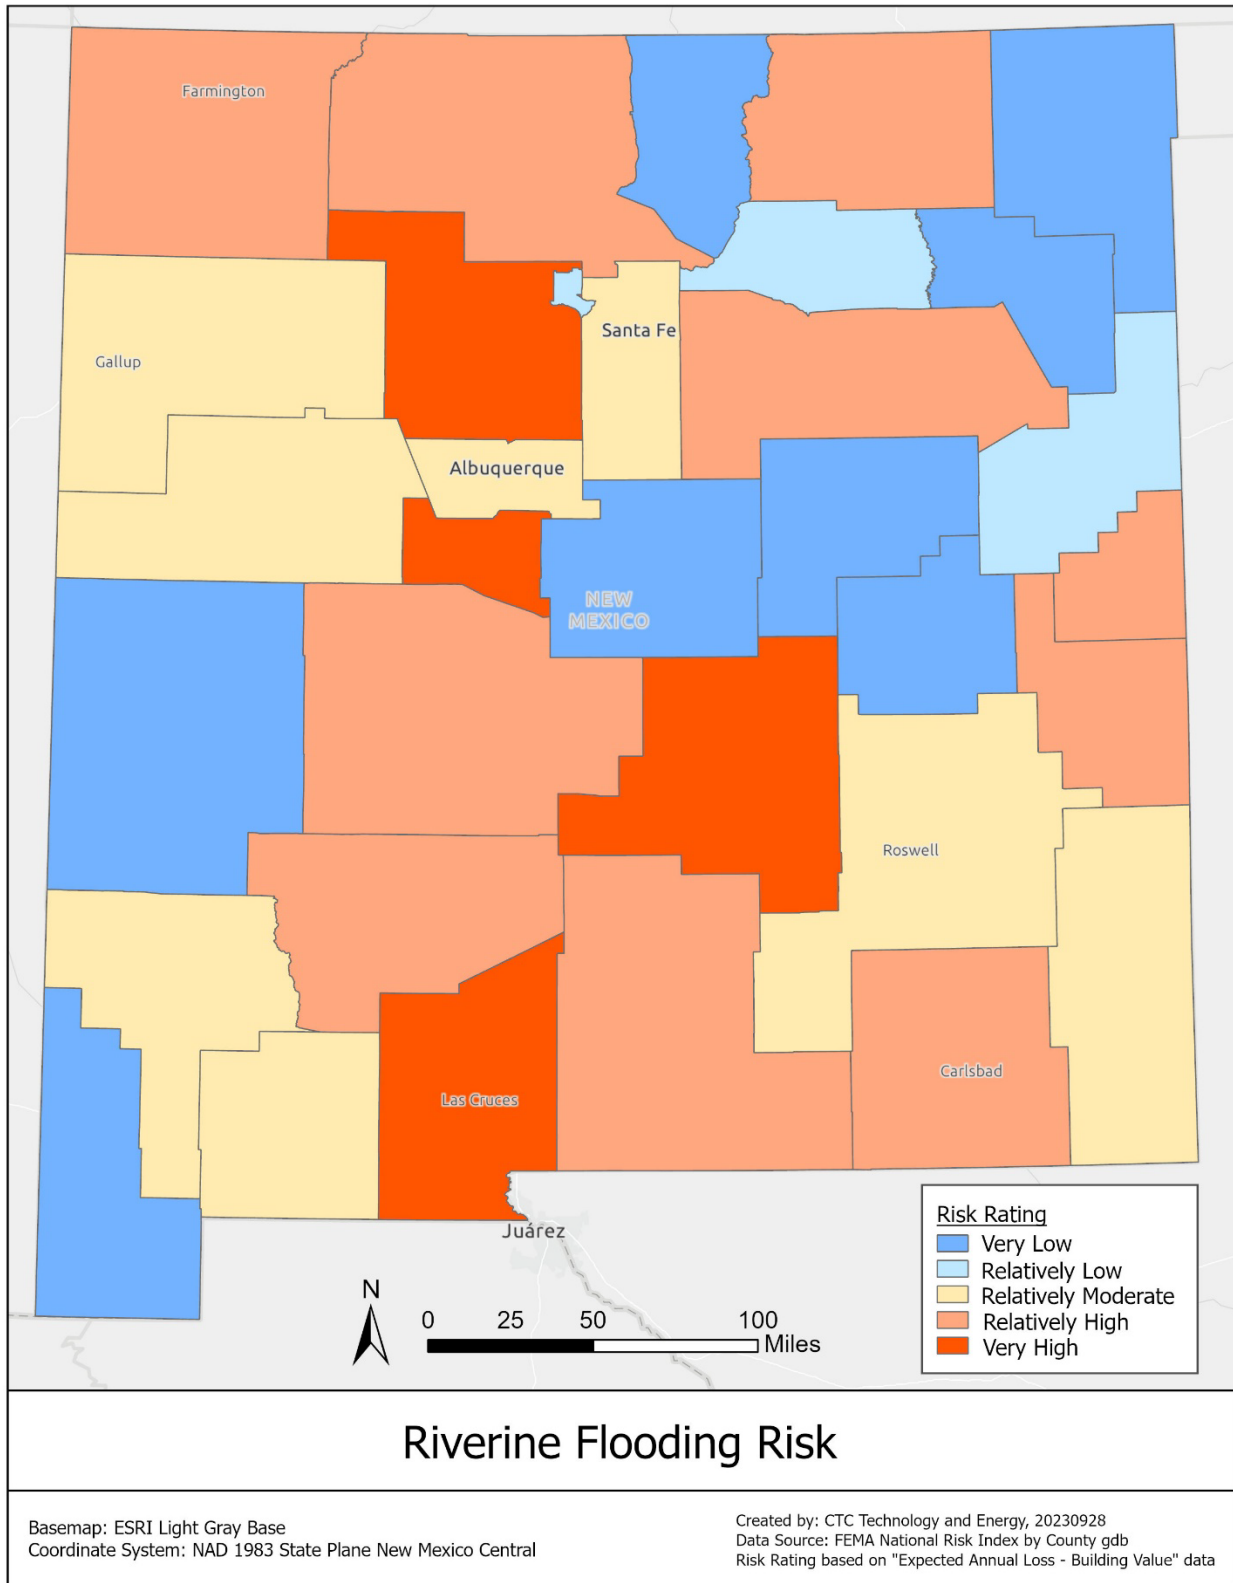 Farmington
Santa Fe
Gallup
Albuquerque
NEW
MEXICO
Roswell
Carlsbad
Las Cruces
Juárez
Risk Rating
Very Low
Relatively Low
Relatively Moderate
Relatively High
Very High
N
0 25 50 100
Miles
Riverine Flooding Risk
Basemap: ESRI Light Gray Base
Coordinate System: NAD 1983 State Plane New Mexico Central
Created by: CTC Technology and Energy, 20230928
Data Source: FEMA National Risk Index by County gdb
Risk Rating based on "Expected Annual Loss - Building Value" data